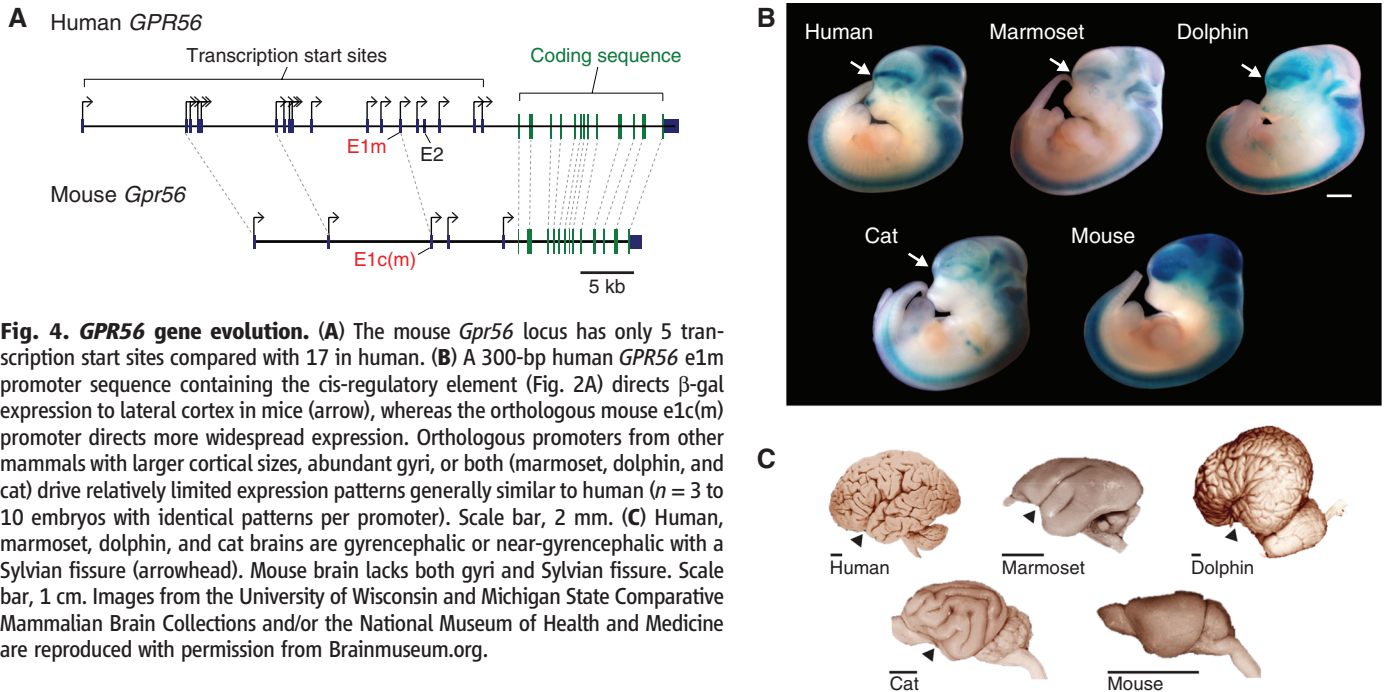 A
Human GPR56
Transcription start sites
Coding sequence
E1m
E2
Mouse Gpr56
E1c(m)
5 kb
Fig. 4. GPR56 gene evolution. (A) The mouse Gpr56 locus has only 5 tran-
scription start sites compared with 17 in human. (B) A 300-bp human GPR56 e1m
promoter sequence containing the cis-regulatory element (Fig. 2A) directs β-gal
expression to lateral cortex in mice (arrow), whereas the orthologous mouse e1c(m)
promoter directs more widespread expression. Orthologous promoters from other
mammals with larger cortical sizes, abundant gyri, or both (marmoset, dolphin, and
cat) drive relatively limited expression patterns generally similar to human (n = 3 to
10 embryos with identical patterns per promoter). Scale bar, 2 mm. (C) Human,
marmoset, dolphin, and cat brains are gyrencephalic or near-gyrencephalic with a
Sylvian fissure (arrowhead). Mouse brain lacks both gyri and Sylvian fissure. Scale
bar, 1 cm. Images from the University of Wisconsin and Michigan State Comparative
Mammalian Brain Collections and/or the National Museum of Health and Medicine
are reproduced with permission from Brainmuseum.org.
B
Human
Marmoset
Dolphin
Cat
Mouse
C
Human
Marmoset
Dolphin
Cat
Mouse